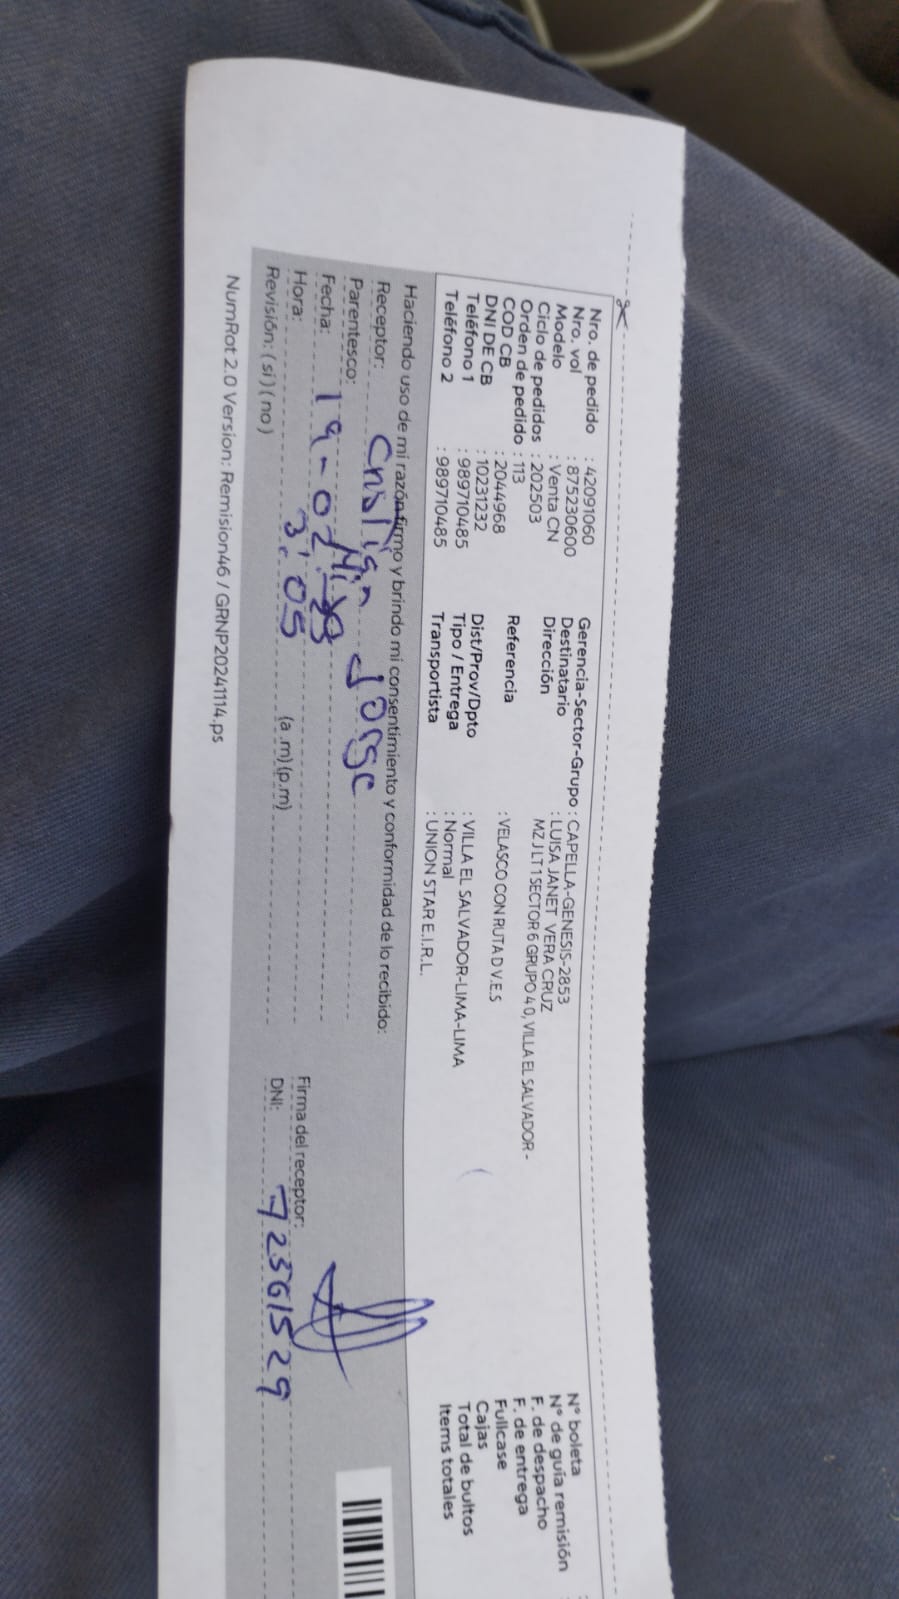 Nro. de pedido : 42091060
Nro. vol : 875230600
Modelo : Venta CN
Ciclo de pedidos : 202503
Orden de pedido : 113
COD CB : 2044968
DNI DE CB : 10231232
Teléfono 1 : 989710485
Teléfono 2 : 989710485
Gerencia-Sector-Grupo : CAPELLA-GENESIS-2853
Destinatario : LUISA JANET VERA CRUZ
Dirección MZ J LT 1 SECTOR 6 GRUPO 4 0, VILLA EL SALVADOR -
Referencia : VELASCO CON RUTA D V.E.S
Dist/Prov/Dpto : VILLA EL SALVADOR-LIMA-LIMA
Tipo / Entrega : Normal
Transportista : UNION STAR E.I.R.L.
N° boleta :
N° de guía remisión
F. de despacho
F. de entrega
Fullcase
Cajas
Total de bultos
Items totales
Haciendo uso de mi razón firmo y brindo mi consentimiento y conformidad de lo recibido:
Receptor:
Parentesco:
Fecha: 19-02
Hora: 3:05 (a.m) (p.m)
Revisión: (si) (no)
Firma del receptor:
DNI: 72361529
NumRot 2.0 Version: Remision46 / GRNP20241114.ps